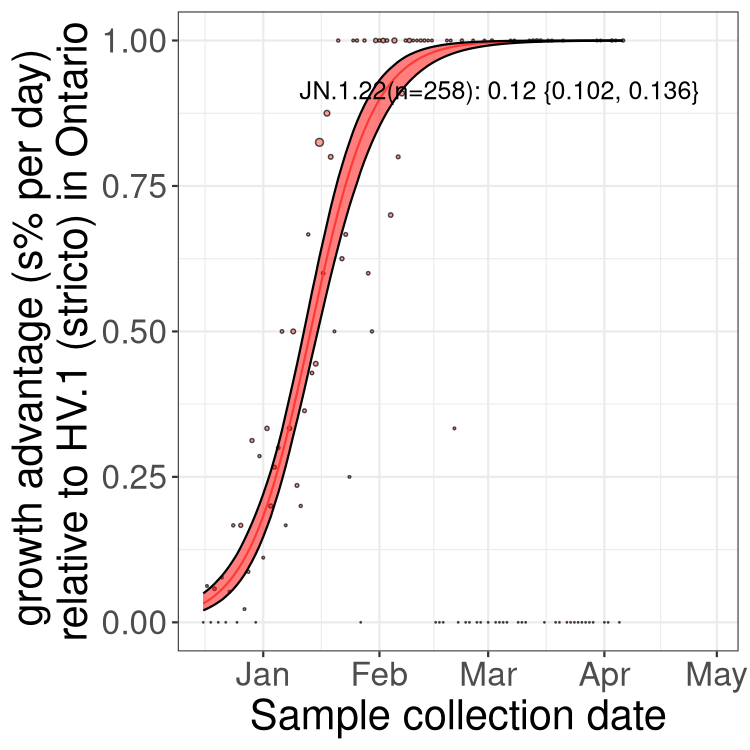 growth advantage (s% per day)
relative to HV.1 (stricto) in Ontario
1.00
0.75
0.50
0.25
0.00
JN.1.22(n=258): 0.12 {0.102, 0.136}
Jan Feb Mar Apr May
Sample collection date